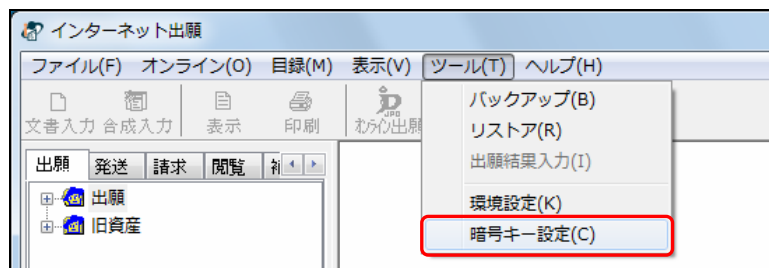 インターネット出願
ファイル(F) オンライン(O) 目録(M) 表示(V) ツール(T) ヘルプ(H)
文書入力 合成入力 表示 印刷 オンライン出願
JPO
バックアップ(B)
リストア(R)
出願結果入力(I)
環境設定(K)
暗号キー設定(C)
出願 発送 請求 閲覧
出願
旧資産